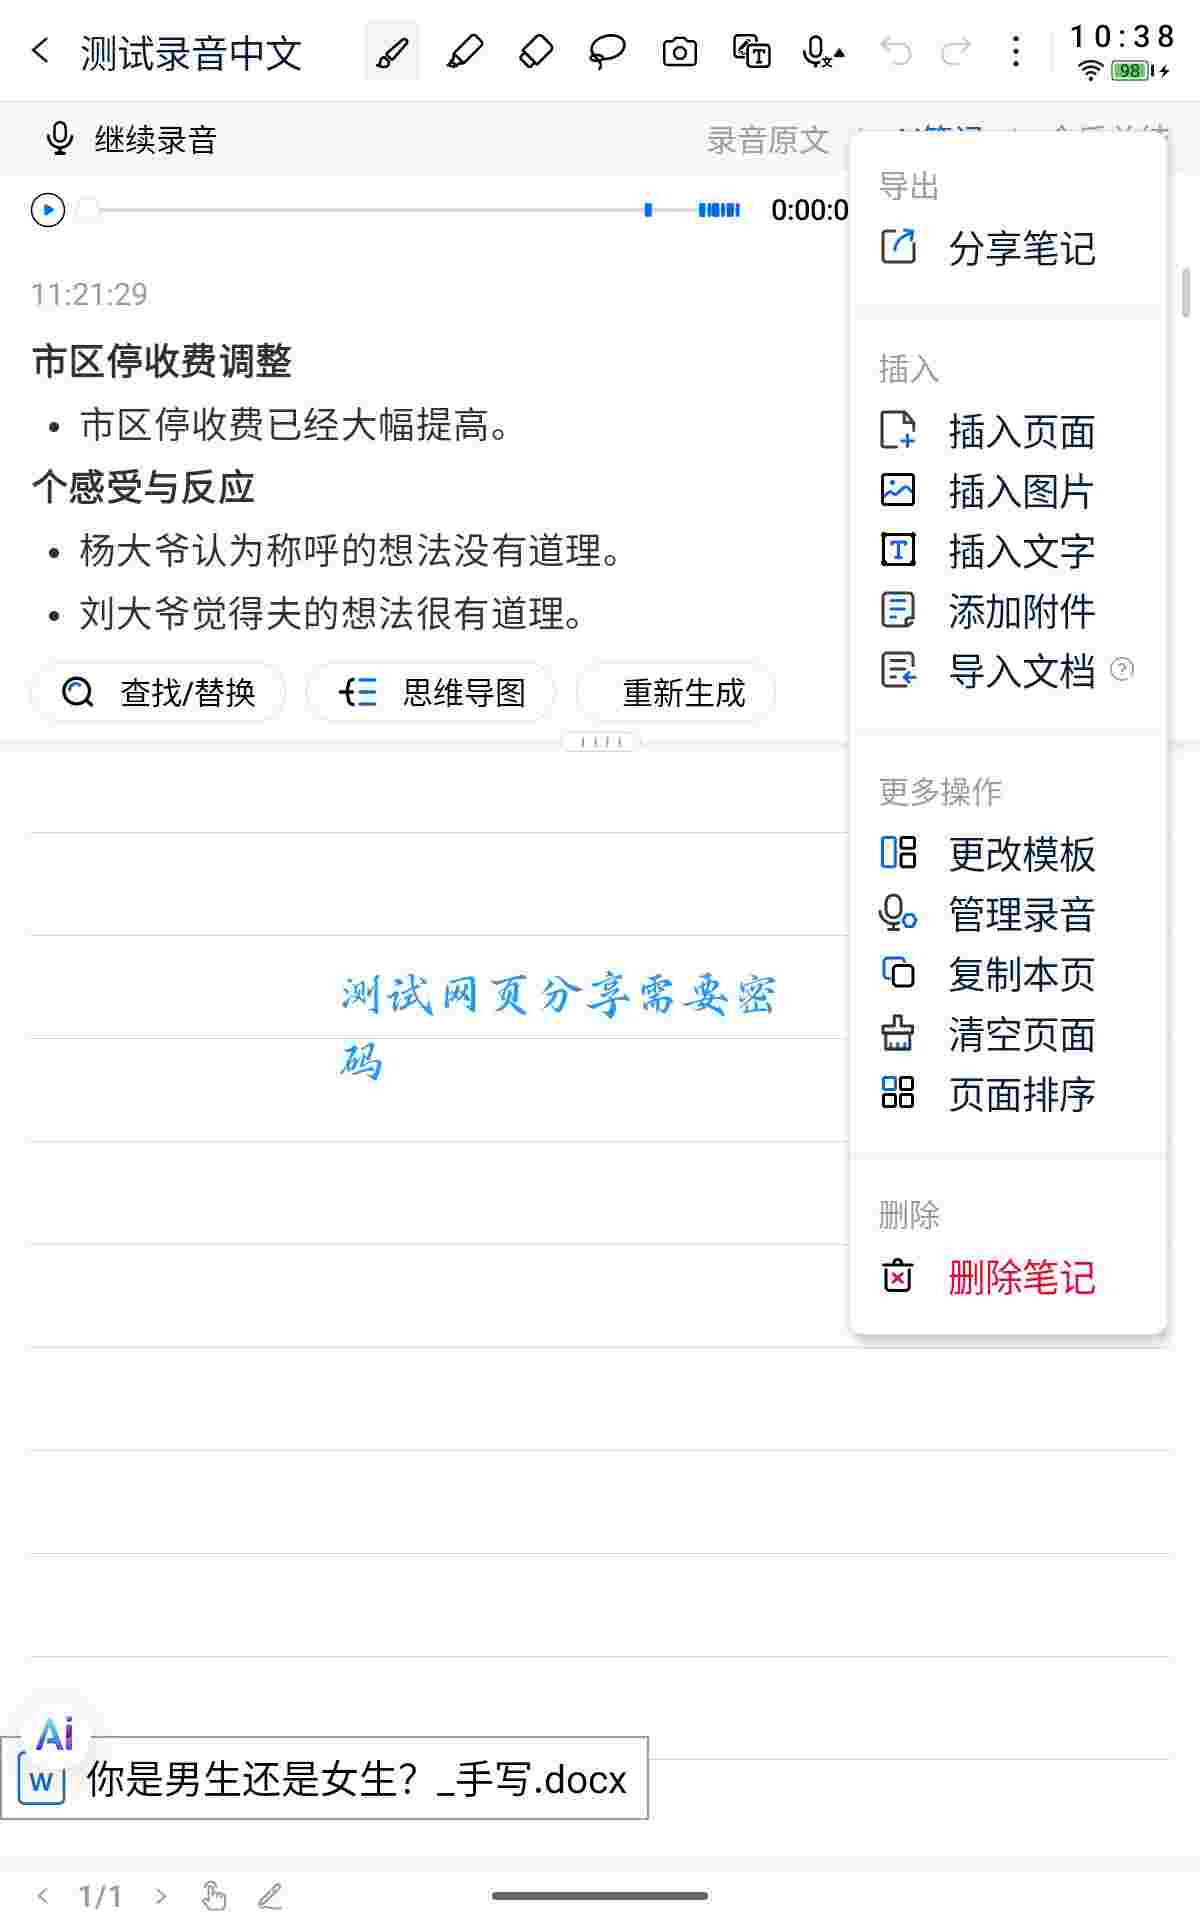 测试录音中文
10:38
98
继续录音
录音原文
0:00:0
11:21:29
市区停收费调整
• 市区停收费已经大幅提高。
个感受与反应
• 杨大爷认为称呼的想法没有道理。
• 刘大爷觉得夫的想法很有道理。
查找/替换
思维导图
重新生成
导出
分享笔记
插入
插入页面
插入图片
插入文字
添加附件
导入文档
更多操作
更改模板
管理录音
复制本页
清空页面
页面排序
删除
删除笔记
测试网页分享需要密
码
Ai
W 你是男生还是女生？_手写.docx
< 1/1 >